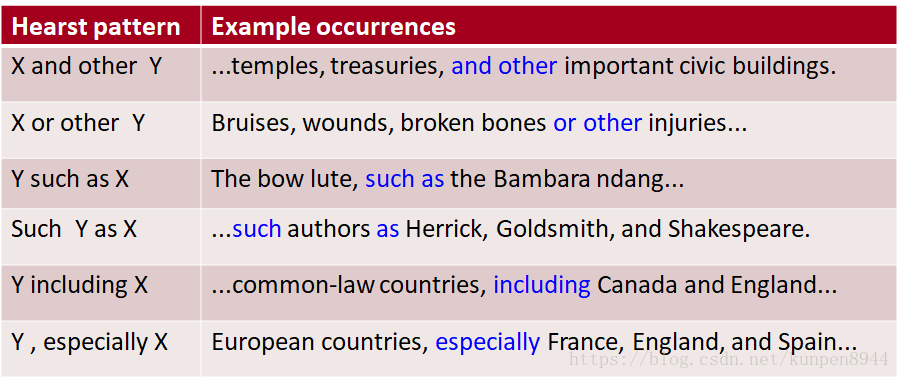 Hearst pattern Example occurrences
X and other Y ...temples, treasuries, and other important civic buildings.
X or other Y Bruises, wounds, broken bones or other injuries...
Y such as X The bow lute, such as the Bambara ndang...
Such Y as X ...such authors as Herrick, Goldsmith, and Shakespeare.
Y including X ...common-law countries, including Canada and England...
Y , especially X European countries, especially France, England, and Spain...
https://blog.csdn.net/kunpen8944